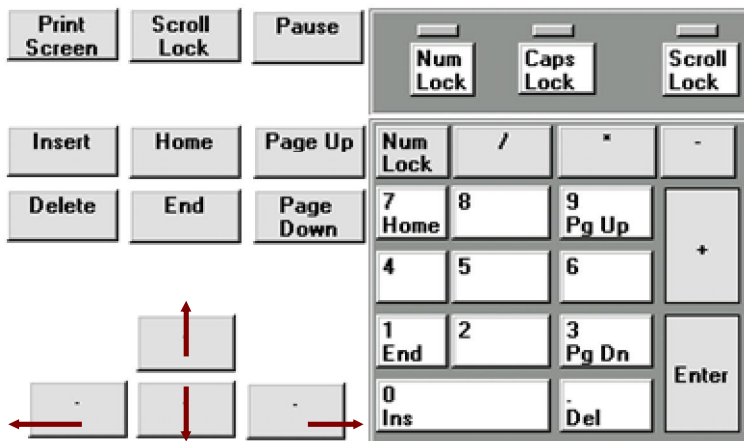 Print
Screen
Scroll
Lock
Pause
Num
Lock
Caps
Lock
Scroll
Lock
Insert
Home
Page Up
Num
Lock
/
*
-
Delete
End
Page
Down
7
Home
8
9
Pg Up
+
4
5
6
1
End
2
3
Pg Dn
Enter
0
Ins
.
Del